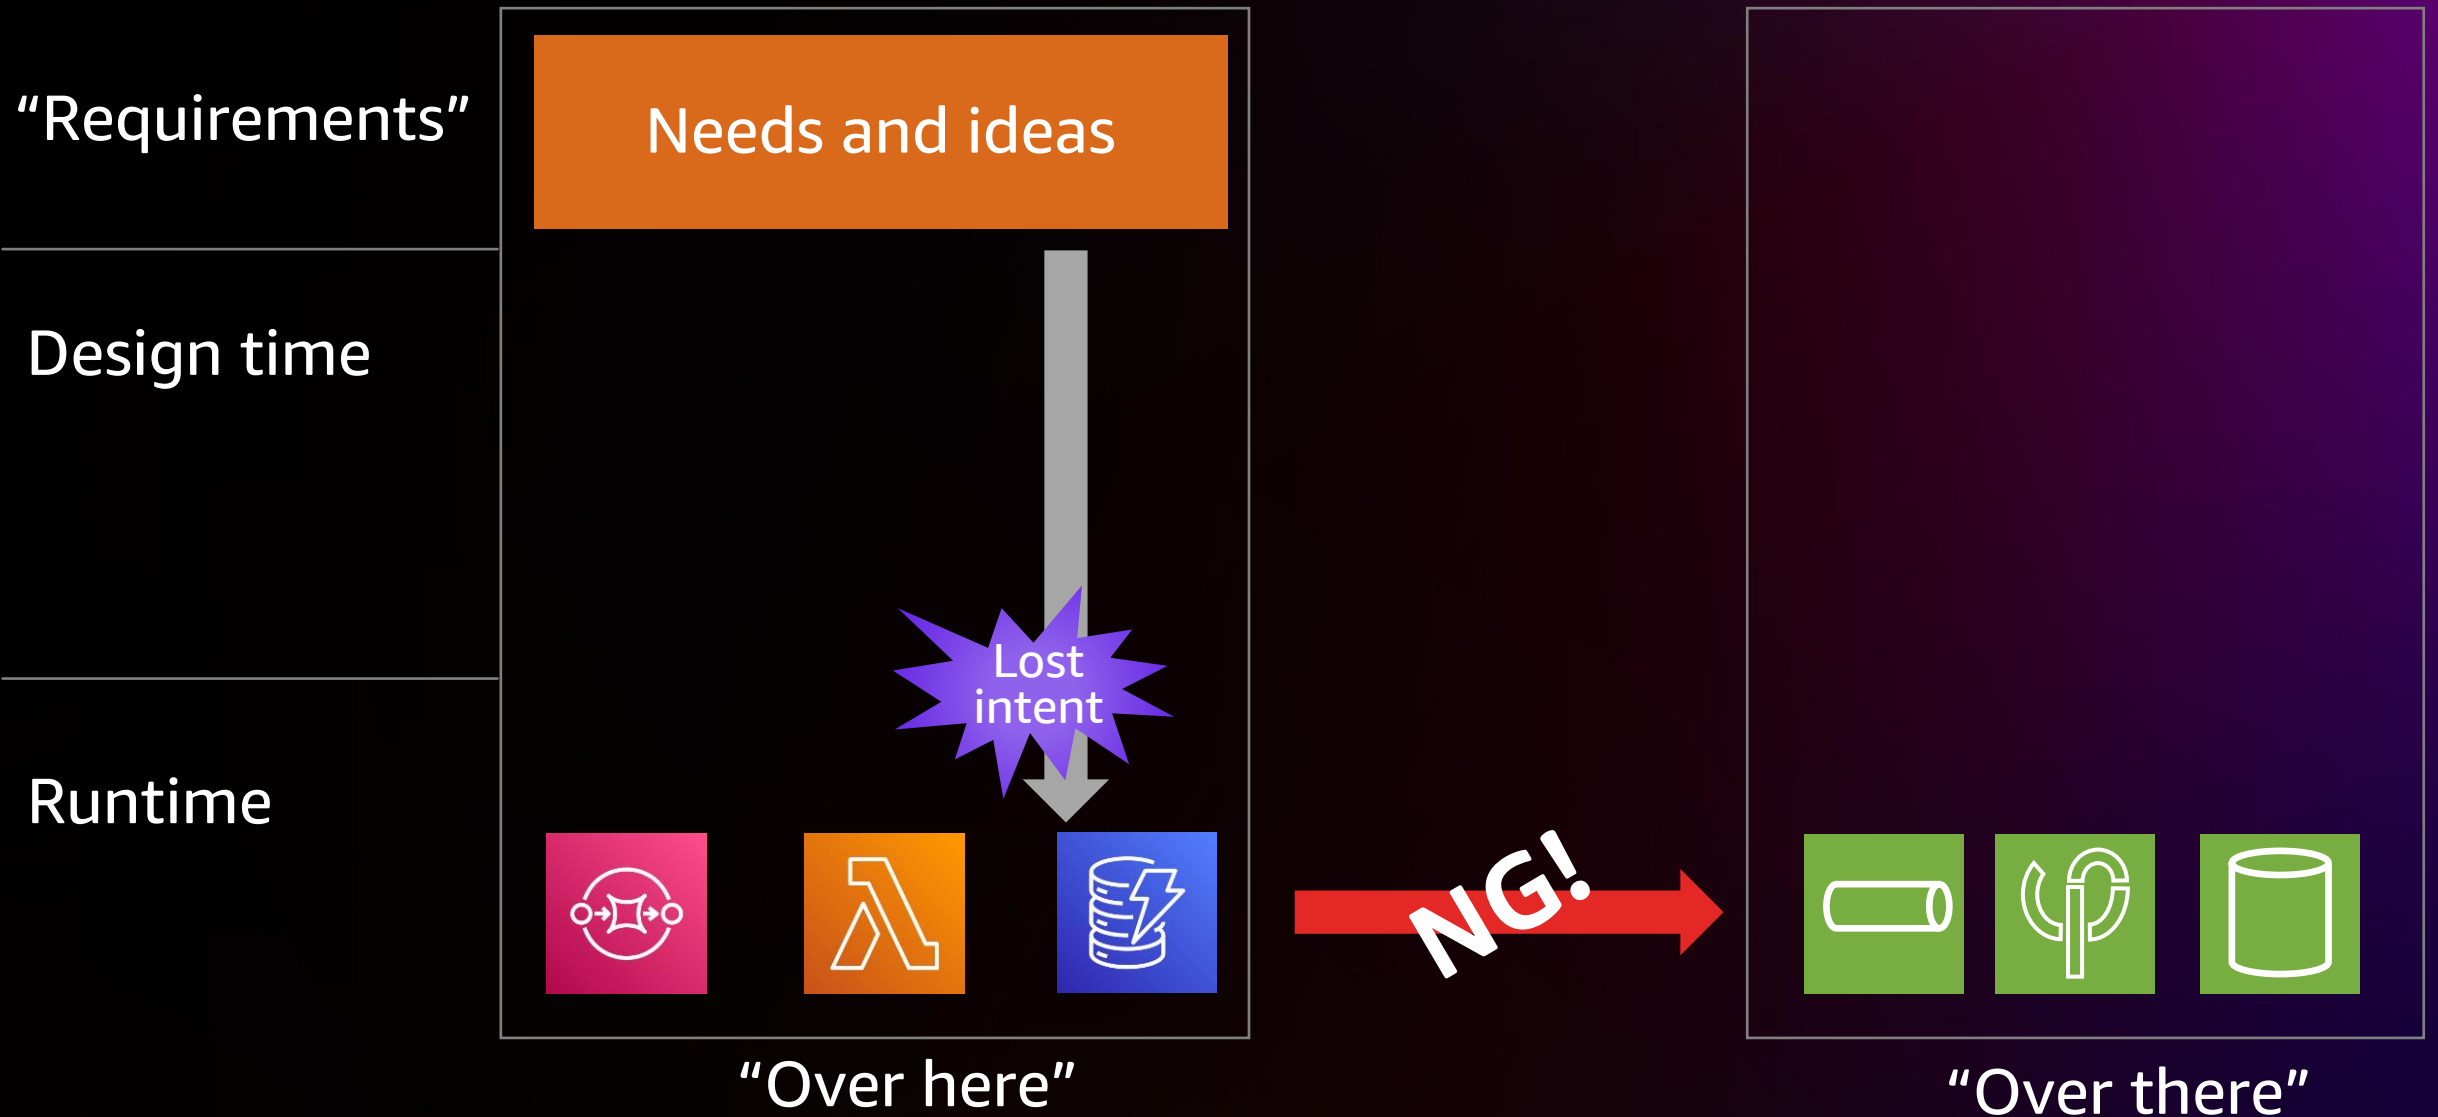 “Requirements”
Needs and ideas
Design time
Lost
intent
Runtime
NG!
“Over here”
“Over there”